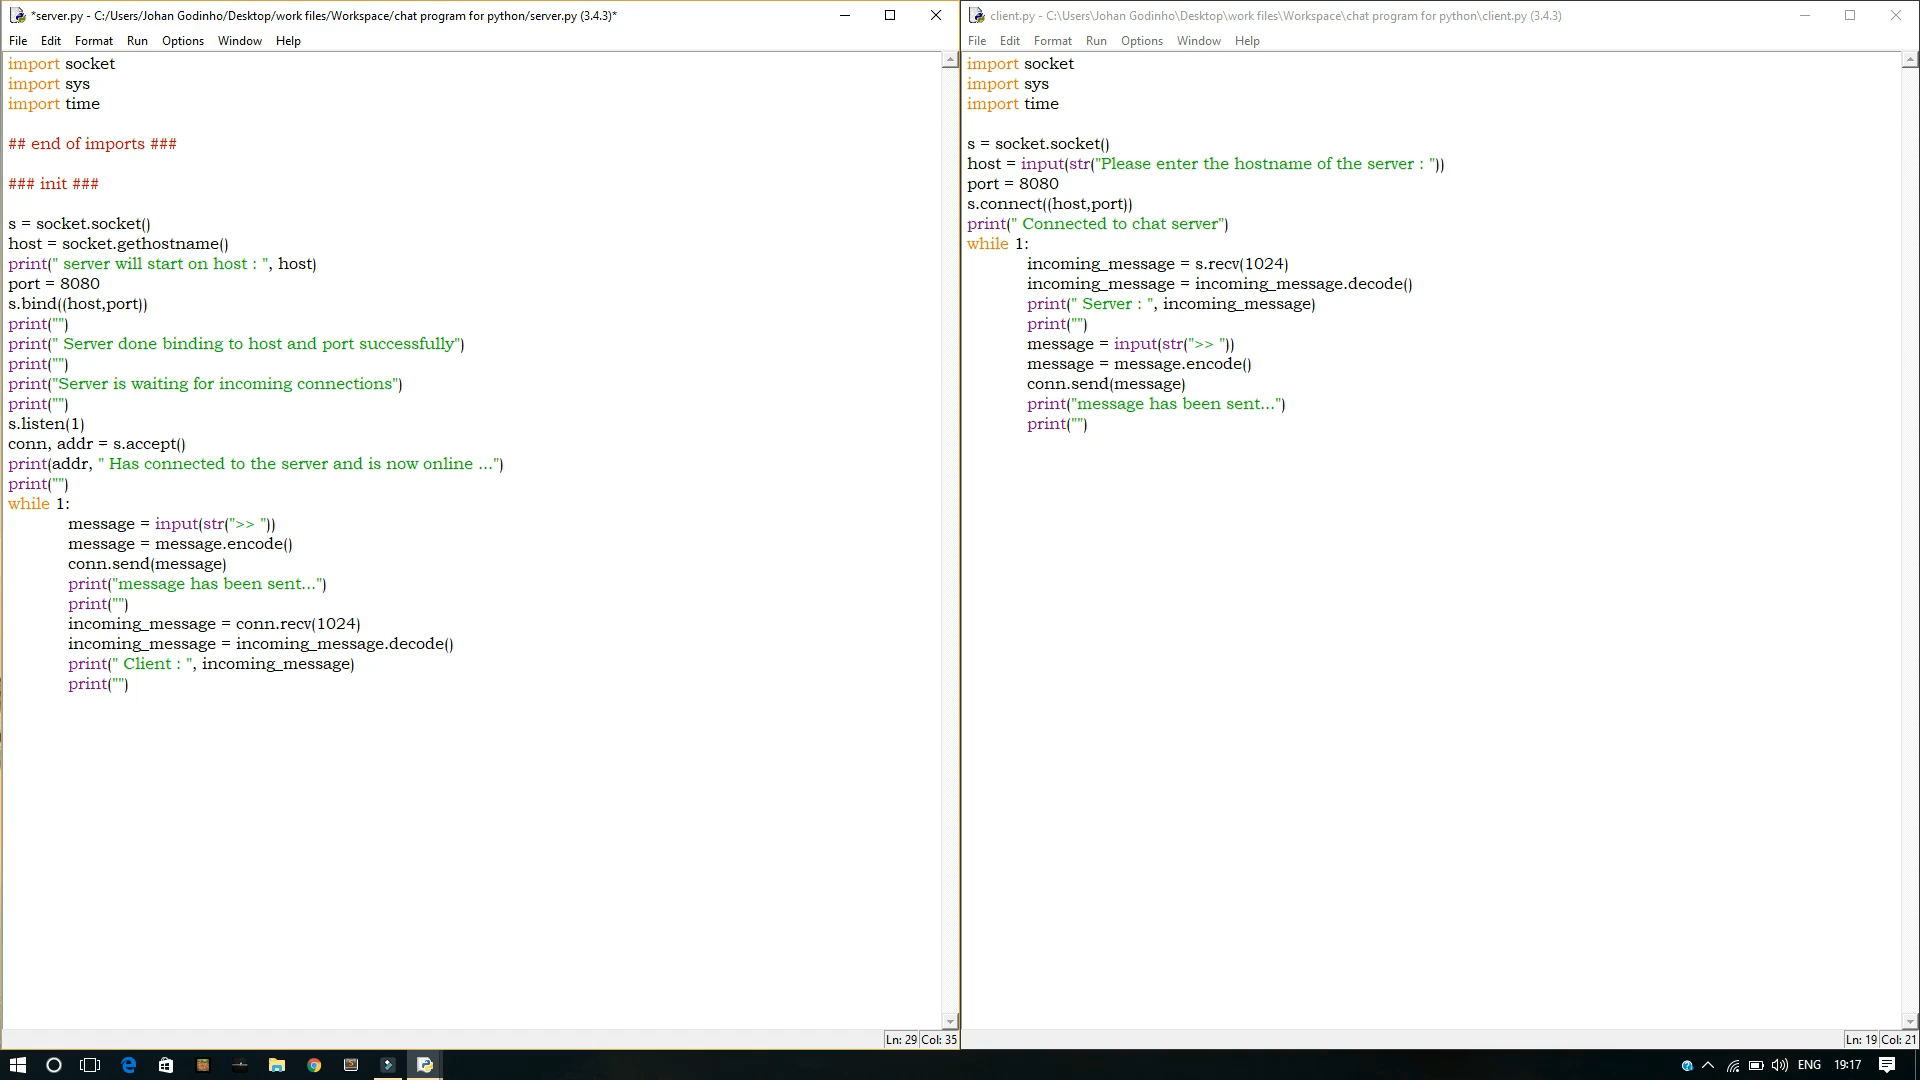 *server.py - C:/Users/Johan Godinho/Desktop/work files/Workspace/chat program for python/server.py (3.4.3)*
File Edit Format Run Options Window Help
import socket
import sys
import time
## end of imports ###
### init ###
s = socket.socket()
host = socket.gethostname()
print(" server will start on host : ", host)
port = 8080
s.bind((host,port))
print("")
print(" Server done binding to host and port successfully")
print("")
print("Server is waiting for incoming connections")
print("")
s.listen(1)
conn, addr = s.accept()
print(addr, " Has connected to the server and is now online ...")
print("")
while 1:
message = input(str(">> "))
message = message.encode()
conn.send(message)
print("message has been sent...")
print("")
incoming_message = conn.recv(1024)
incoming_message = incoming_message.decode()
print(" Client : ", incoming_message)
print("")
Ln: 29 Col: 35
client.py - C:\Users\Johan Godinho\Desktop\work files\Workspace\chat program for python\client.py (3.4.3)
File Edit Format Run Options Window Help
import socket
import sys
import time
s = socket.socket()
host = input(str("Please enter the hostname of the server : "))
port = 8080
s.connect((host,port))
print(" Connected to chat server")
while 1:
incoming_message = s.recv(1024)
incoming_message = incoming_message.decode()
print(" Server : ", incoming_message)
print("")
message = input(str(">> "))
message = message.encode()
conn.send(message)
print("message has been sent...")
print("")
Ln: 19 Col: 21
ENG 19:17